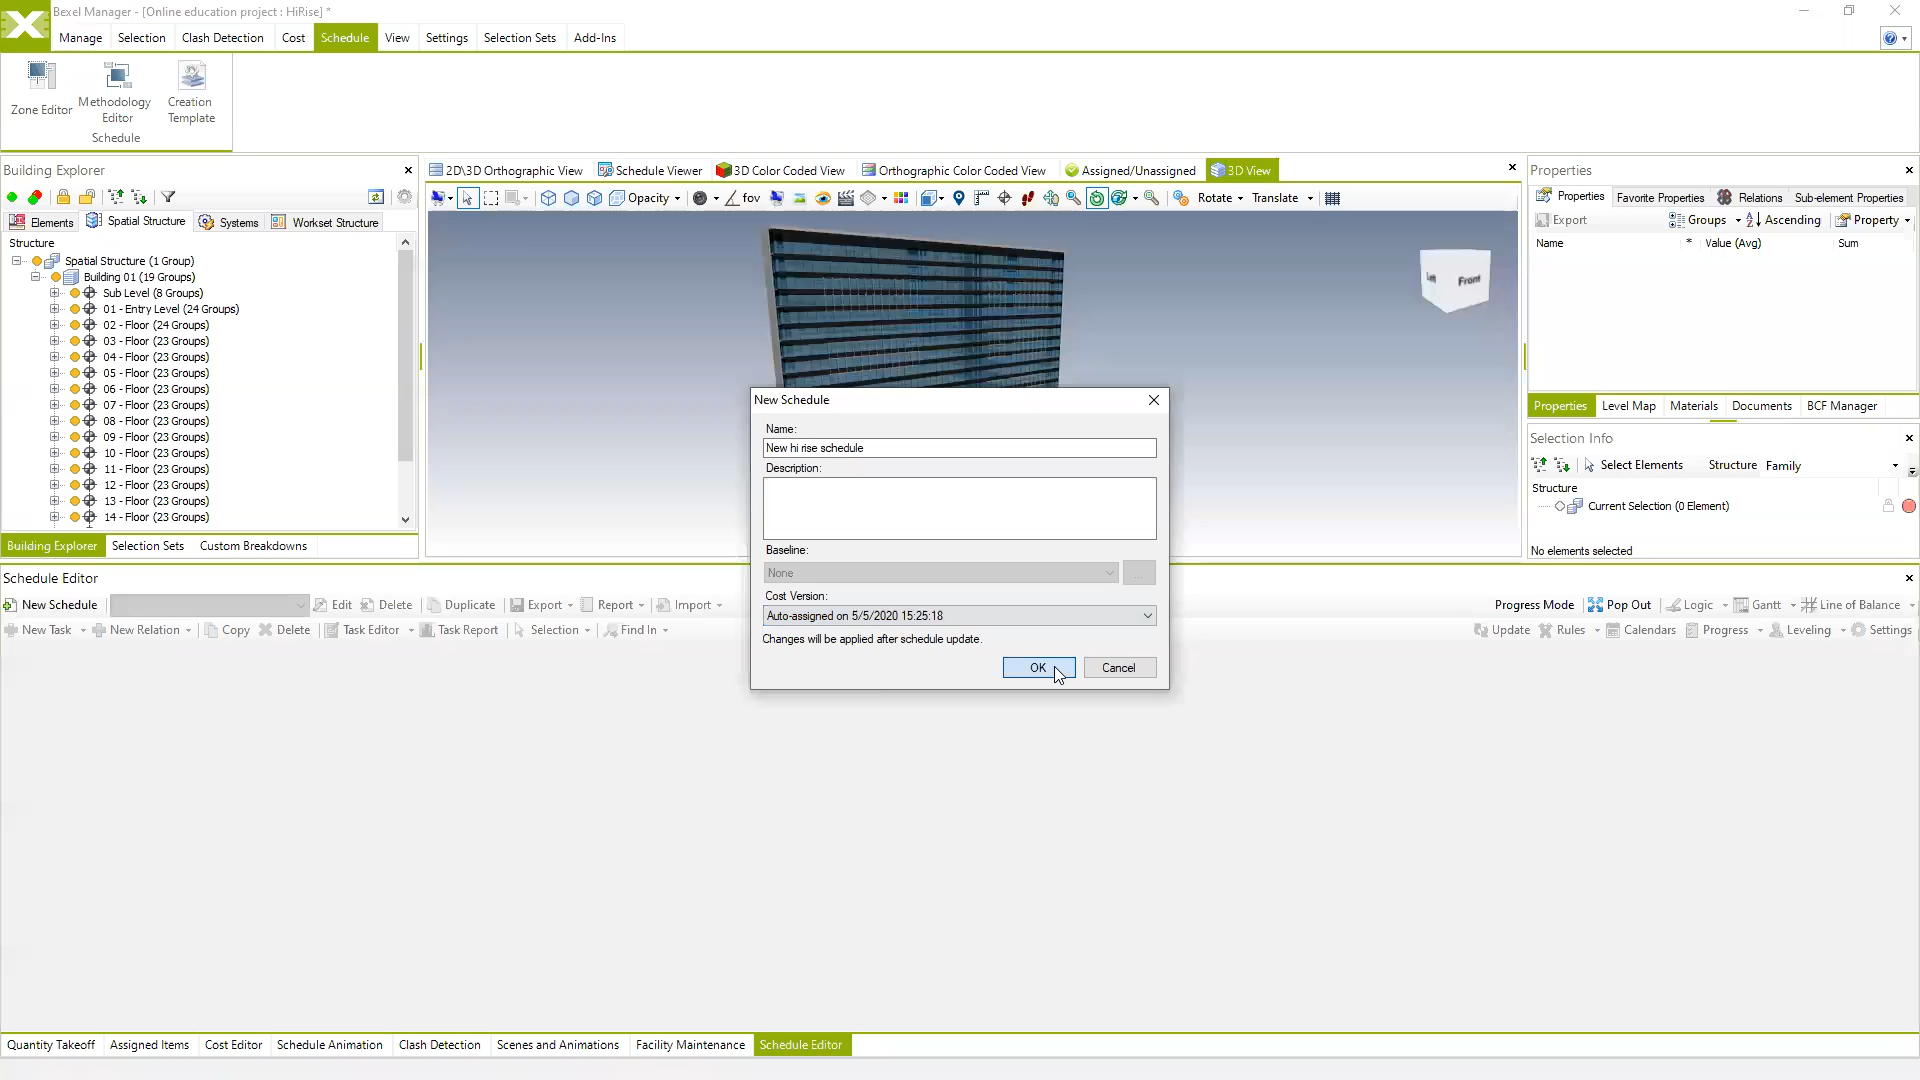 Bexel Manager - [Online education project : HiRise] *
Manage Selection Clash Detection Cost Schedule View Settings Selection Sets Add-Ins
Zone Editor Methodology Editor Creation Template
Schedule
Building Explorer
Elements Spatial Structure Systems Workset Structure
Structure
Spatial Structure (1 Group)
Building 01 (19 Groups)
Sub Level (8 Groups)
01 - Entry Level (24 Groups)
02 - Floor (24 Groups)
03 - Floor (23 Groups)
04 - Floor (23 Groups)
05 - Floor (23 Groups)
06 - Floor (23 Groups)
07 - Floor (23 Groups)
08 - Floor (23 Groups)
09 - Floor (23 Groups)
10 - Floor (23 Groups)
11 - Floor (23 Groups)
12 - Floor (23 Groups)
13 - Floor (23 Groups)
14 - Floor (23 Groups)
Building Explorer Selection Sets Custom Breakdowns
2D\3D Orthographic View Schedule Viewer 3D Color Coded View Orthographic Color Coded View Assigned/Unassigned 3D View
Opacity fov Rotate Translate
Front
Properties
Properties Favorite Properties Relations Sub-element Properties
Export Groups Ascending Property
Name * Value (Avg) Sum
Properties Level Map Materials Documents BCF Manager
Selection Info
Select Elements Structure Family
Structure
Current Selection (0 Element)
No elements selected
New Schedule
Name:
New hi rise schedule
Description:
Baseline:
None ...
Cost Version:
Auto-assigned on 5/5/2020 15:25:18
Changes will be applied after schedule update.
OK Cancel
Schedule Editor
New Schedule Edit Delete Duplicate Export Report Import Progress Mode Pop Out Logic Gantt Line of Balance
New Task New Relation Copy Delete Task Editor Task Report Selection Find In Update Rules Calendars Progress Leveling Settings
Quantity Takeoff Assigned Items Cost Editor Schedule Animation Clash Detection Scenes and Animations Facility Maintenance Schedule Editor